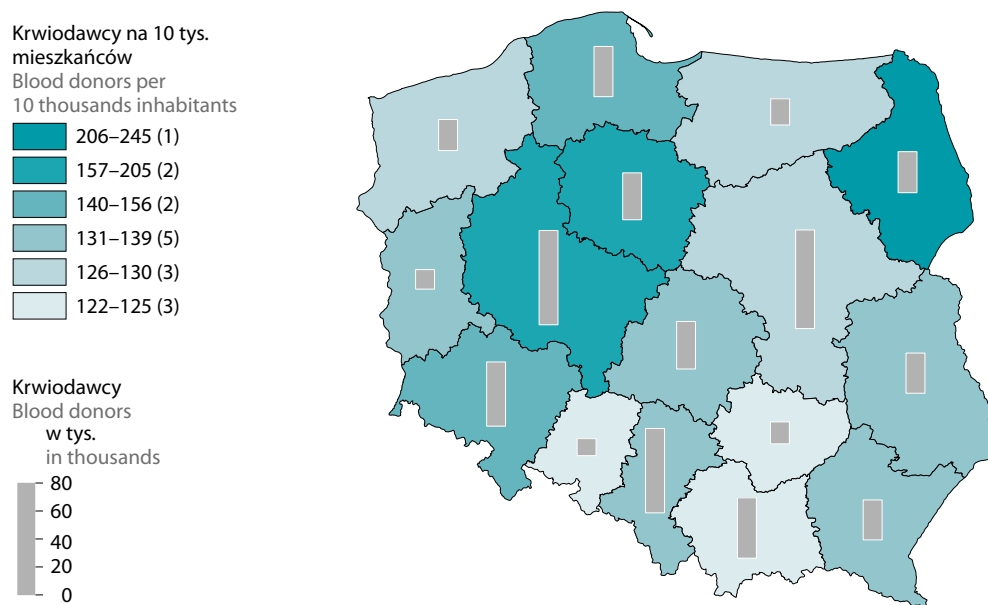 Krwiodawcy na 10 tys.
mieszkańców
Blood donors per
10 thousands inhabitants
206–245 (1)
157–205 (2)
140–156 (2)
131–139 (5)
126–130 (3)
122–125 (3)
Krwiodawcy
Blood donors
w tys.
in thousands
80
60
40
20
0